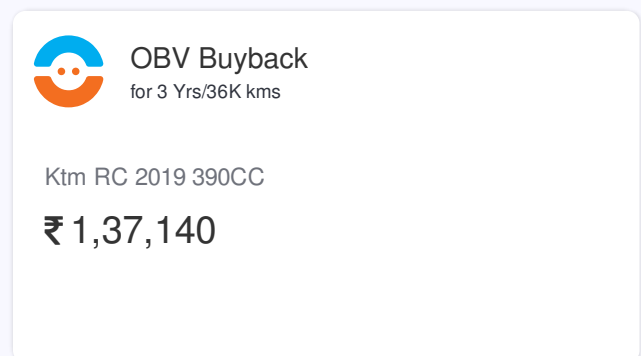 OBV Buyback
for 3 Yrs/36K kms
Ktm RC 2019 390CC
₹ 1,37,140